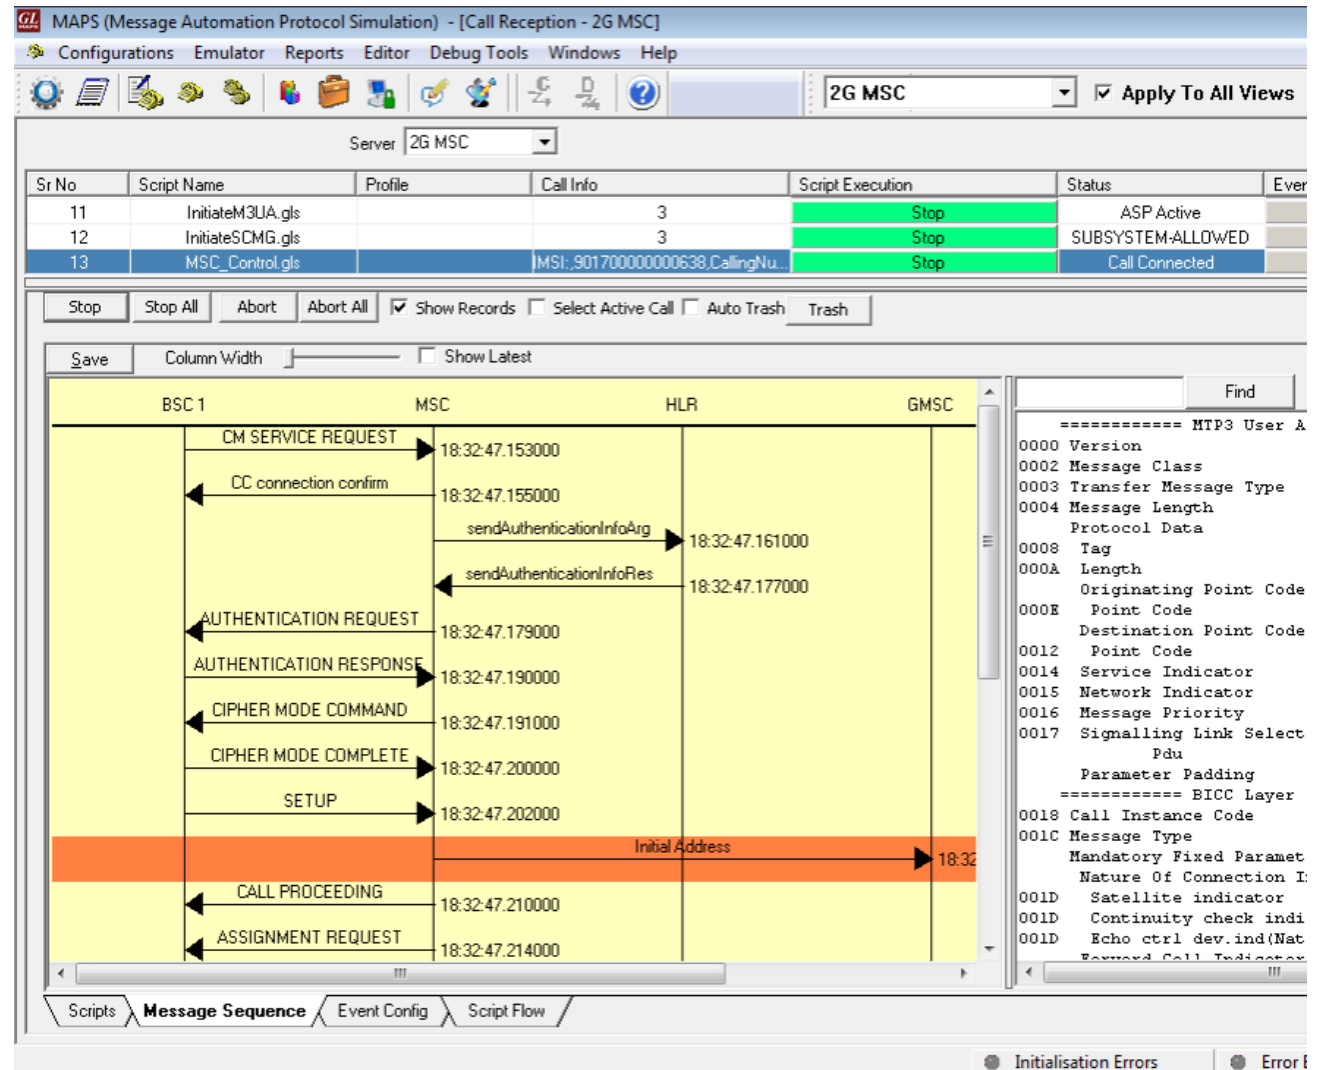 MAPS (Message Automation Protocol Simulation) - [Call Reception - 2G MSC]
Configurations Emulator Reports Editor Debug Tools Windows Help
2G MSC Apply To All Views
Server 2G MSC
Sr No Script Name Profile Call Info Script Execution Status Even
11 InitiateM3UA.gls 3 Stop ASP Active
12 InitiateSCMG.gls 3 Stop SUBSYSTEM-ALLOWED
13 MSC_Control.gls IMSI:,901700000000638,CallingNu... Stop Call Connected
Stop Stop All Abort Abort All Show Records Select Active Call Auto Trash Trash
Save Column Width Show Latest
Find
BSC 1 MSC HLR GMSC
CM SERVICE REQUEST
18:32:47.153000
CC connection confirm
18:32:47.155000
sendAuthenticationInfoArg
18:32:47.161000
sendAuthenticationInfoRes
18:32:47.177000
AUTHENTICATION REQUEST
18:32:47.179000
AUTHENTICATION RESPONSE
18:32:47.190000
CIPHER MODE COMMAND
18:32:47.191000
CIPHER MODE COMPLETE
18:32:47.200000
SETUP
18:32:47.202000
Initial Address
18:32
CALL PROCEEDING
18:32:47.210000
ASSIGNMENT REQUEST
18:32:47.214000
============ MTP3 User A
0000 Version
0002 Message Class
0003 Transfer Message Type
0004 Message Length
Protocol Data
0008 Tag
000A Length
Originating Point Code
000E Point Code
Destination Point Code
0012 Point Code
0014 Service Indicator
0015 Network Indicator
0016 Message Priority
0017 Signalling Link Select
Pdu
Parameter Padding
============ BICC Layer
0018 Call Instance Code
001C Message Type
Mandatory Fixed Paramet
Nature Of Connection I
001D Satellite indicator
001D Continuity check indi
001D Echo ctrl dev.ind(Nat
Forward Call Indicator
Scripts Message Sequence Event Config Script Flow
Initialisation Errors Error E